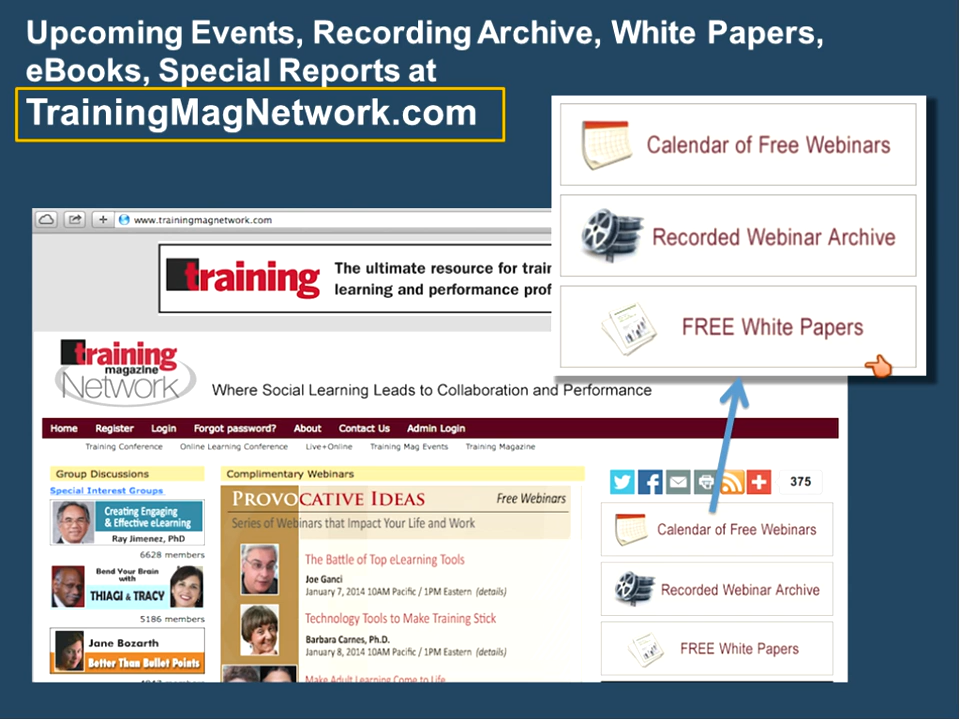 Upcoming Events, Recording Archive, White Papers,
eBooks, Special Reports at
TrainingMagNetwork.com
Calendar of Free Webinars
Recorded Webinar Archive
FREE White Papers
www.trainingmagnetwork.com
training
The ultimate resource for train
learning and performance prof
training
magazine
Network
Where Social Learning Leads to Collaboration and Performance
Home Register Login Forgot password? About Contact Us Admin Login
Training Conference Online Learning Conference Live+Online Training Mag Events Training Magazine
Group Discussions
Special Interest Groups
Creating Engaging
& Effective eLearning
Ray Jimenez, PhD
6628 members
Bend Your Brain
with
THIAGI & TRACY
5186 members
Jane Bozarth
Better Than Bullet Points
Complimentary Webinars
PROVOCATIVE IDEAS Free Webinars
Series of Webinars that Impact Your Life and Work
The Battle of Top eLearning Tools
Joe Ganci
January 7, 2014 10AM Pacific / 1PM Eastern (details)
Technology Tools to Make Training Stick
Barbara Carnes, Ph.D.
January 8, 2014 10AM Pacific / 1PM Eastern (details)
Make Adult Learning Come to Life
375
Calendar of Free Webinars
Recorded Webinar Archive
FREE White Papers